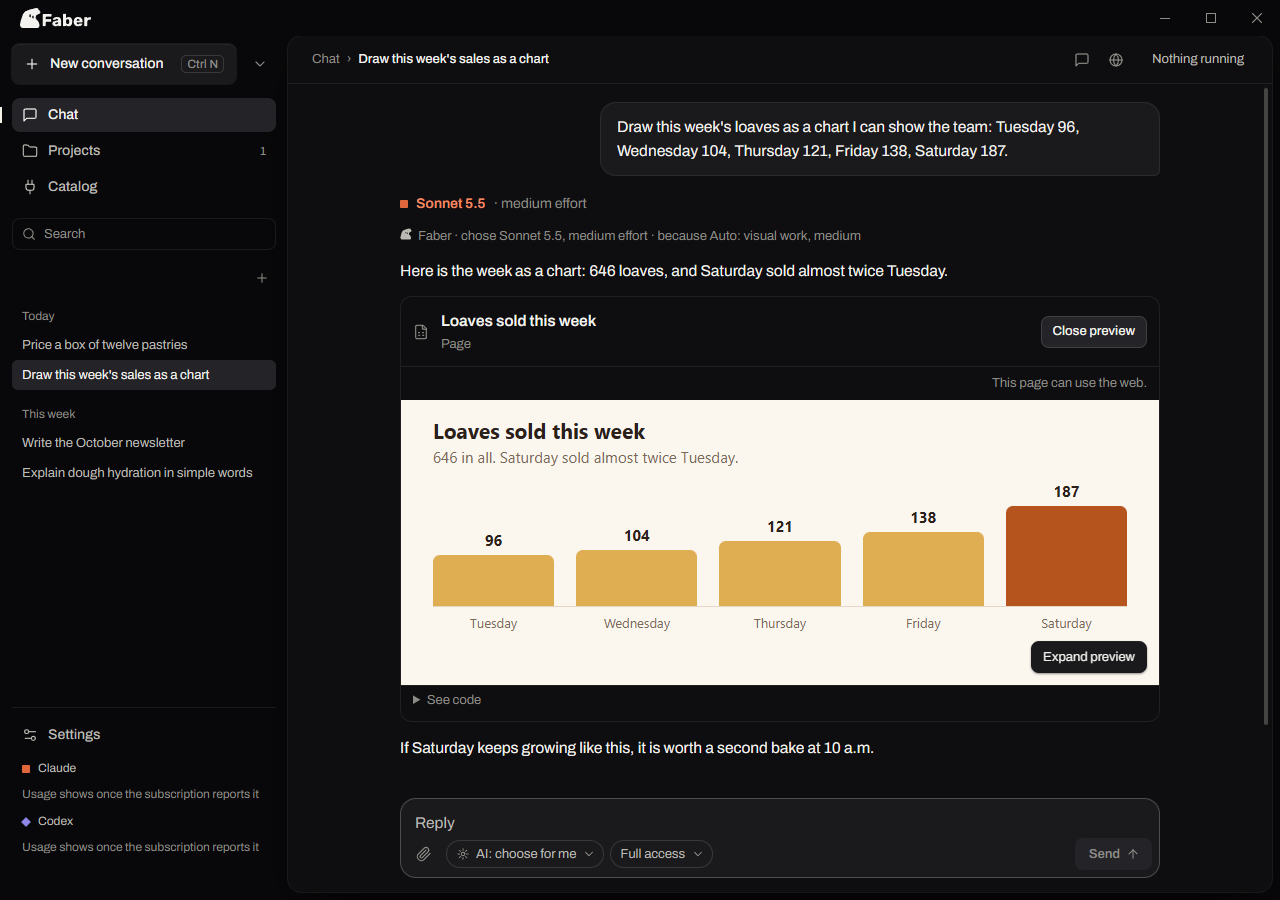 Faber
New conversation Ctrl N
Chat
Projects 1
Catalog
Search
Today
Price a box of twelve pastries
Draw this week's sales as a chart
This week
Write the October newsletter
Explain dough hydration in simple words
Settings
Claude
Usage shows once the subscription reports it
Codex
Usage shows once the subscription reports it
Chat › Draw this week's sales as a chart
Nothing running
Draw this week's loaves as a chart I can show the team: Tuesday 96,
Wednesday 104, Thursday 121, Friday 138, Saturday 187.
Sonnet 5.5 · medium effort
Faber · chose Sonnet 5.5, medium effort · because Auto: visual work, medium
Here is the week as a chart: 646 loaves, and Saturday sold almost twice Tuesday.
Loaves sold this week
Page
Close preview
This page can use the web.
Loaves sold this week
646 in all. Saturday sold almost twice Tuesday.
96 104 121 138 187
Tuesday Wednesday Thursday Friday Saturday
Expand preview
See code
If Saturday keeps growing like this, it is worth a second bake at 10 a.m.
Reply
AI: choose for me
Full access
Send